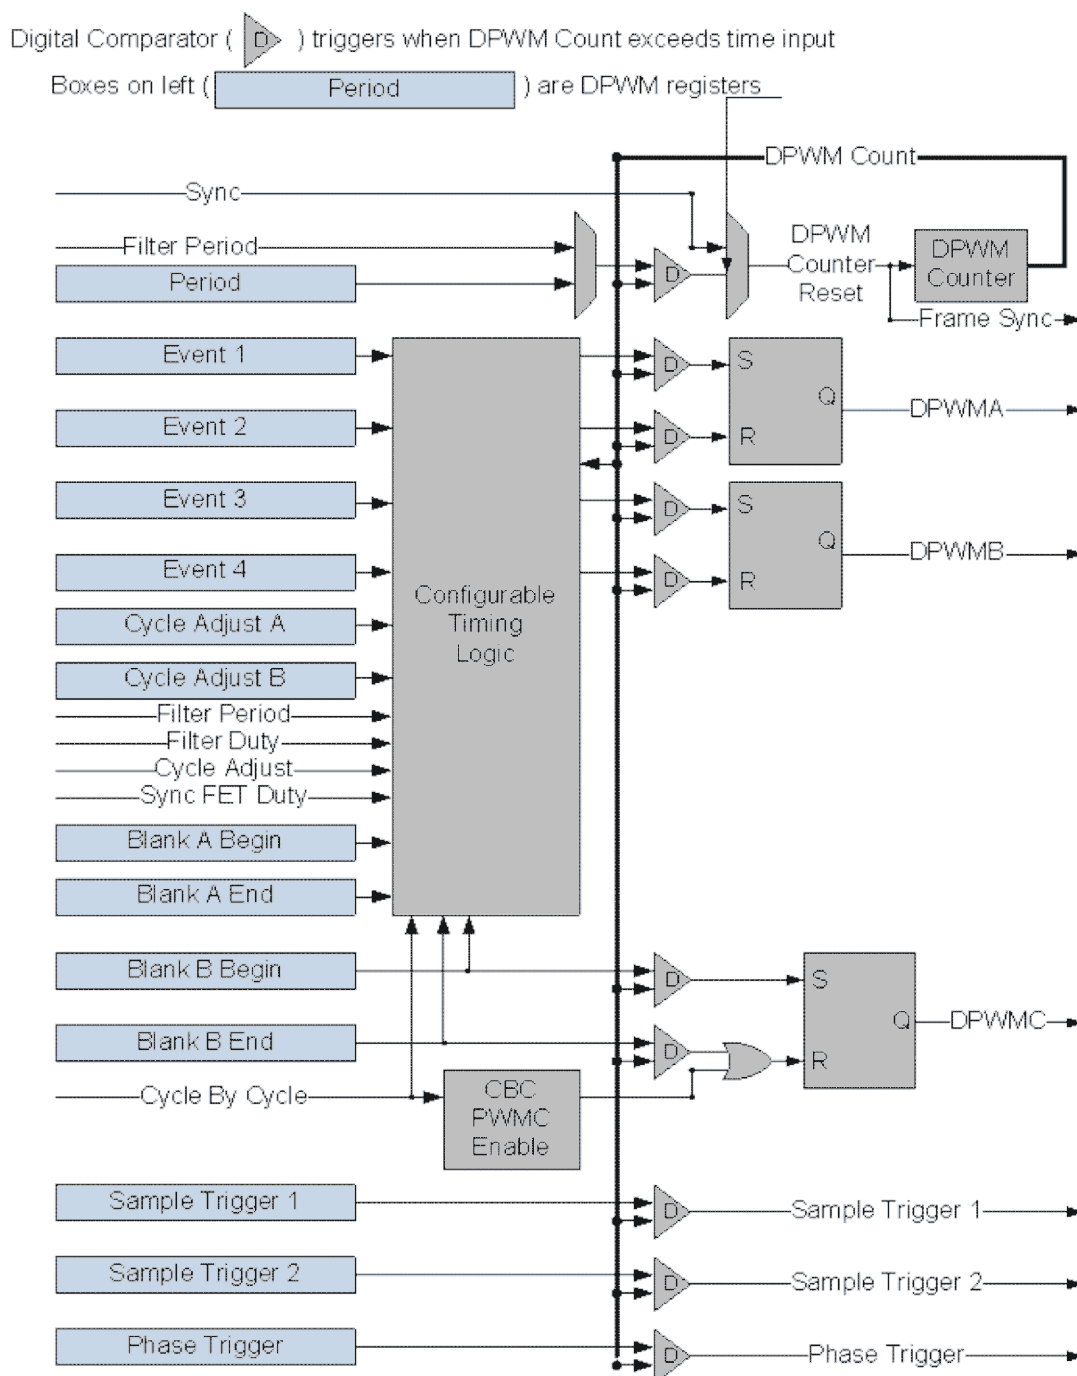 Digital Comparator ( D ) triggers when DPWM Count exceeds time input
Boxes on left ( Period ) are DPWM registers
DPWM Count
Sync
Filter Period
Period
D
DPWM
Counter
Reset
DPWM
Counter
Frame Sync
Event 1
D
S
Q
DPWMA
Event 2
D
R
Event 3
D
S
Q
DPWMB
Event 4
D
R
Configurable
Timing
Logic
Cycle Adjust A
Cycle Adjust B
Filter Period
Filter Duty
Cycle Adjust
Sync FET Duty
Blank A Begin
Blank A End
Blank B Begin
D
S
Q
DPWMC
Blank B End
D
R
Cycle By Cycle
CBC
PWMC
Enable
Sample Trigger 1
D
Sample Trigger 1
Sample Trigger 2
D
Sample Trigger 2
Phase Trigger
D
Phase Trigger